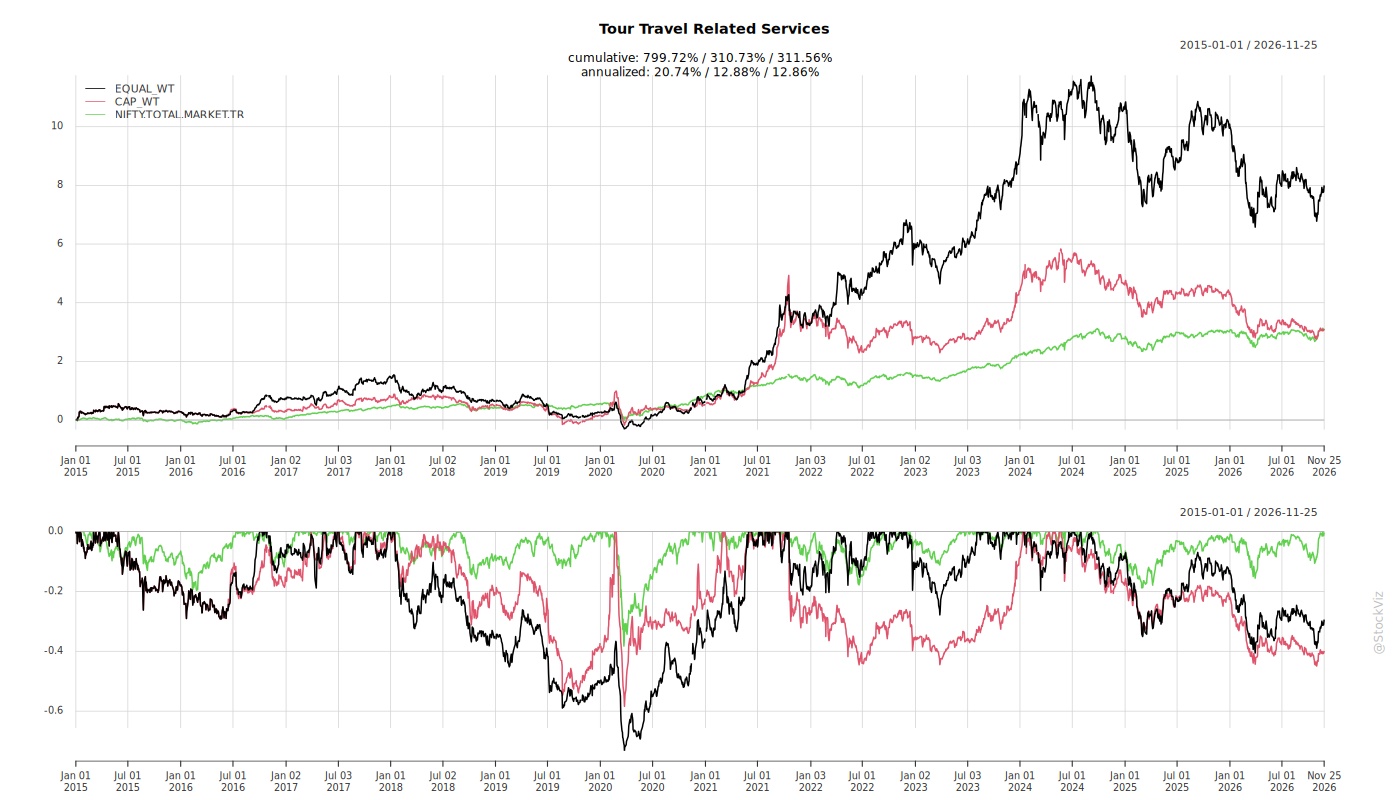 Tour Travel Related Services
2015-01-01 / 2026-11-25
cumulative: 799.72% / 310.73% / 311.56%
annualized: 20.74% / 12.88% / 12.86%
EQUAL_WT
CAP_WT
NIFTY.TOTAL.MARKET.TR
10
8
6
4
2
0
Jan 01 Jul 01 Jan 01 Jul 01 Jan 02 Jul 03 Jan 01 Jul 02 Jan 01 Jul 01 Jan 01 Jul 01 Jan 01 Jul 01 Jan 03 Jul 01 Jan 02 Jul 03 Jan 01 Jul 01 Jan 01 Jul 01 Jan 01 Jul 01 Nov 25
2015 2015 2016 2016 2017 2017 2018 2018 2019 2019 2020 2020 2021 2021 2022 2022 2023 2023 2024 2024 2025 2025 2026 2026 2026
2015-01-01 / 2026-11-25
0.0
-0.2
-0.4
-0.6
Jan 01 Jul 01 Jan 01 Jul 01 Jan 02 Jul 03 Jan 01 Jul 02 Jan 01 Jul 01 Jan 01 Jul 01 Jan 01 Jul 01 Jan 03 Jul 01 Jan 02 Jul 03 Jan 01 Jul 01 Jan 01 Jul 01 Jan 01 Jul 01 Nov 25
2015 2015 2016 2016 2017 2017 2018 2018 2019 2019 2020 2020 2021 2021 2022 2022 2023 2023 2024 2024 2025 2025 2026 2026 2026
@StockViz